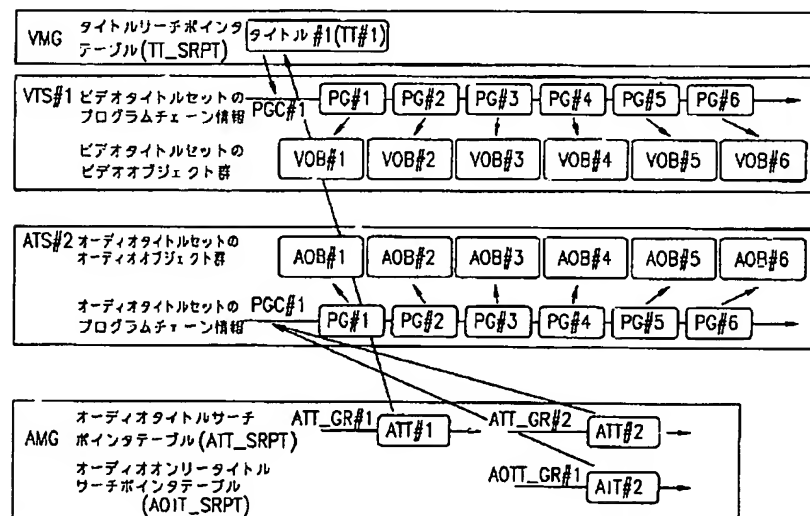 VMG タイトルサーチポインタ
テーブル(TT_SRPT)
タイトル #1(TT#1)
VTS#1 ビデオタイトルセットの
プログラムチェーン情報
PGC#1 PG#1 PG#2 PG#3 PG#4 PG#5 PG#6
ビデオタイトルセットの
ビデオオブジェクト群
VOB#1 VOB#2 VOB#3 VOB#4 VOB#5 VOB#6
ATS#2 オーディオタイトルセットの
オーディオイブジェクト群
AOB#1 AOB#2 AOB#3 AOB#4 AOB#5 AOB#6
オーディオタイトルセットの
プログラムチェーン情報
PGC#1 PG#1 PG#2 PG#3 PG#4 PG#5 PG#6
AMG オーディオタイトルサーチ
ポインタテーブル(ATT_SRPT)
ATT_GR#1 ATT#1 ATT_GR#2 ATT#2
オーディオオンリータイトル
サーチポインタテーブル
(AOIT_SRPT)
AOTT_GR#1 AIT#2